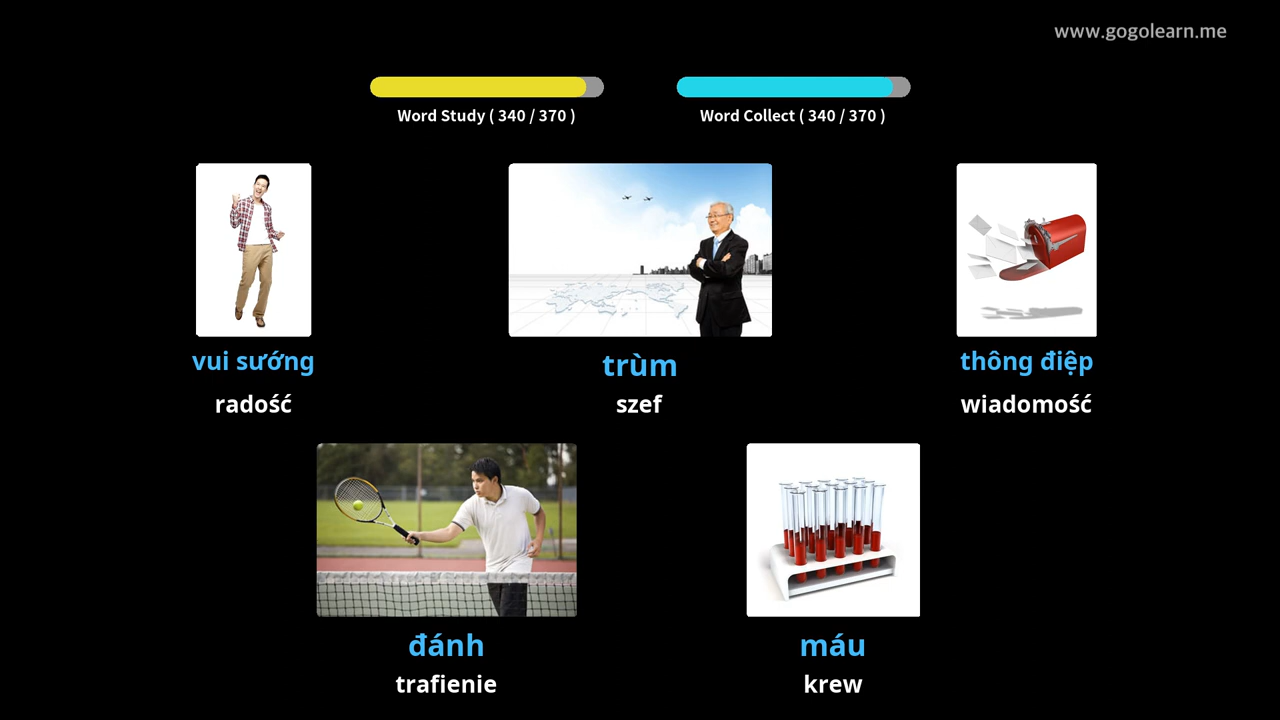 www.gogolearn.me
Word Study ( 340 / 370 )
Word Collect ( 340 / 370 )
vui sướng
trùm
thông điệp
radość
szef
wiadomość
đánh
máu
trafienie
krew